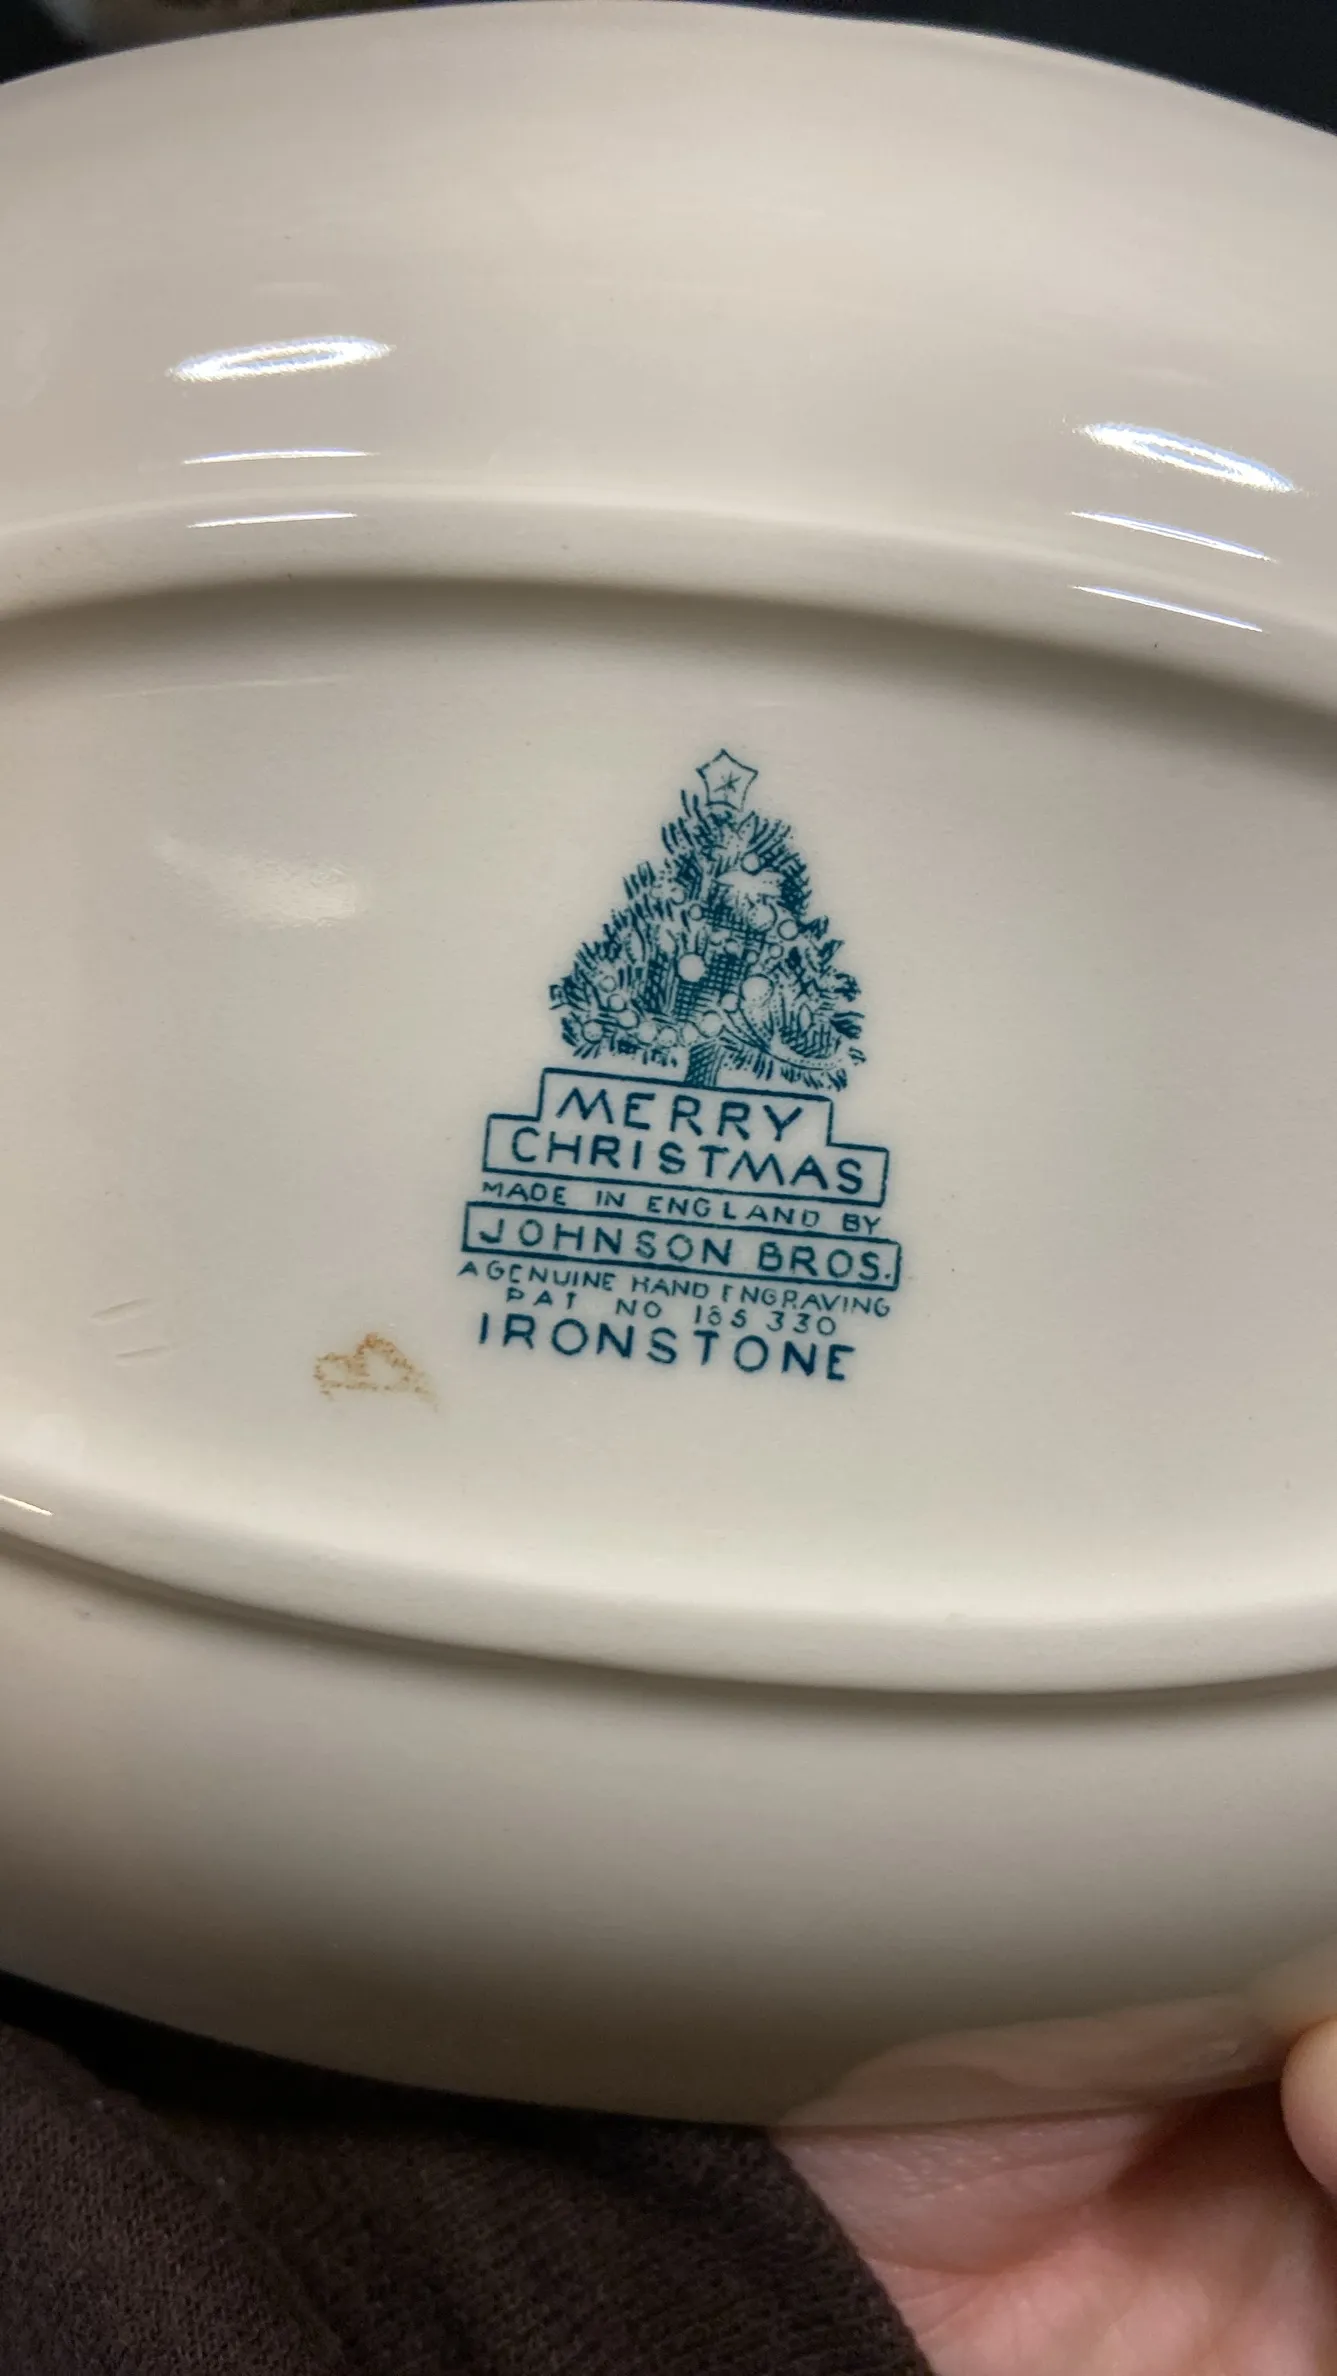 MERRY
CHRISTMAS
MADE IN ENGLAND BY
JOHNSON BROS.
A GENUINE HAND ENGRAVING
PAT NO 185 330
IRONSTONE